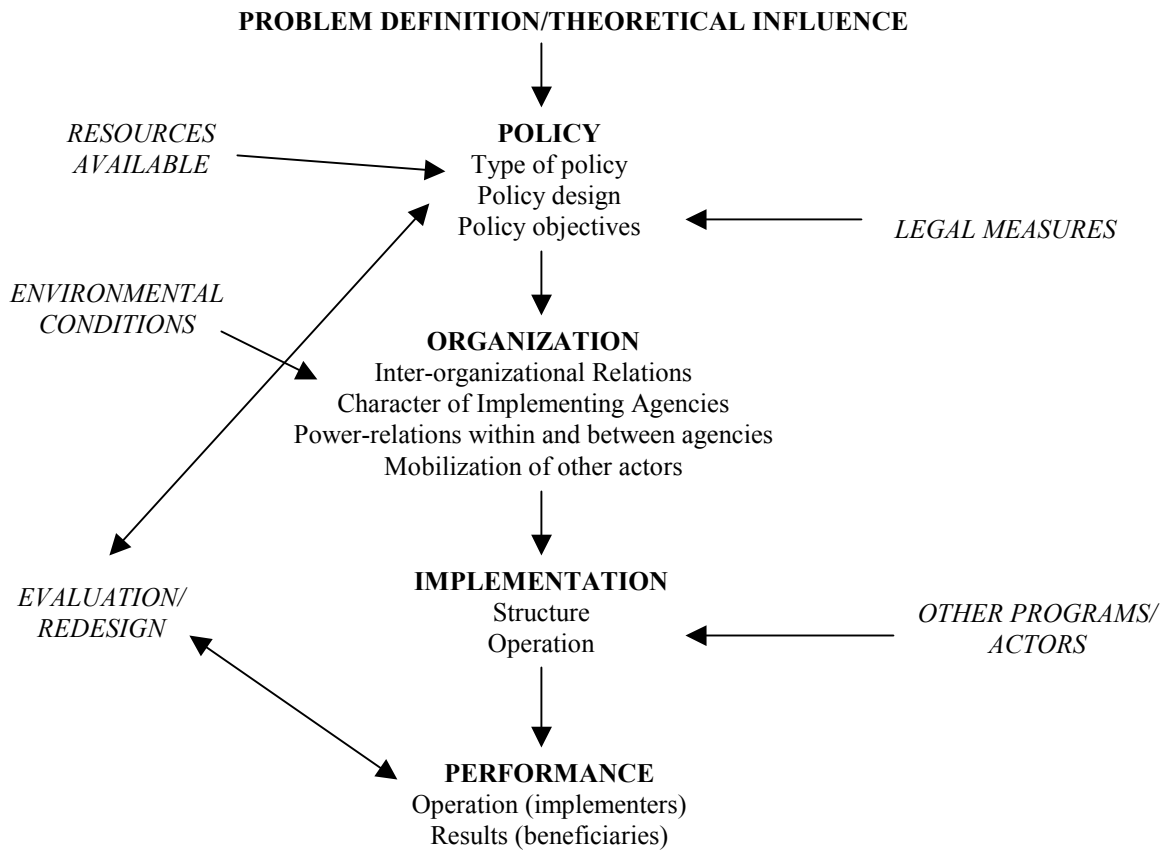 PROBLEM DEFINITION/THEORETICAL INFLUENCE
RESOURCES
AVAILABLE
POLICY
Type of policy
Policy design
Policy objectives
LEGAL MEASURES
ENVIRONMENTAL
CONDITIONS
ORGANIZATION
Inter-organizational Relations
Character of Implementing Agencies
Power-relations within and between agencies
Mobilization of other actors
EVALUATION/
REDESIGN
IMPLEMENTATION
Structure
Operation
OTHER PROGRAMS/
ACTORS
PERFORMANCE
Operation (implementers)
Results (beneficiaries)